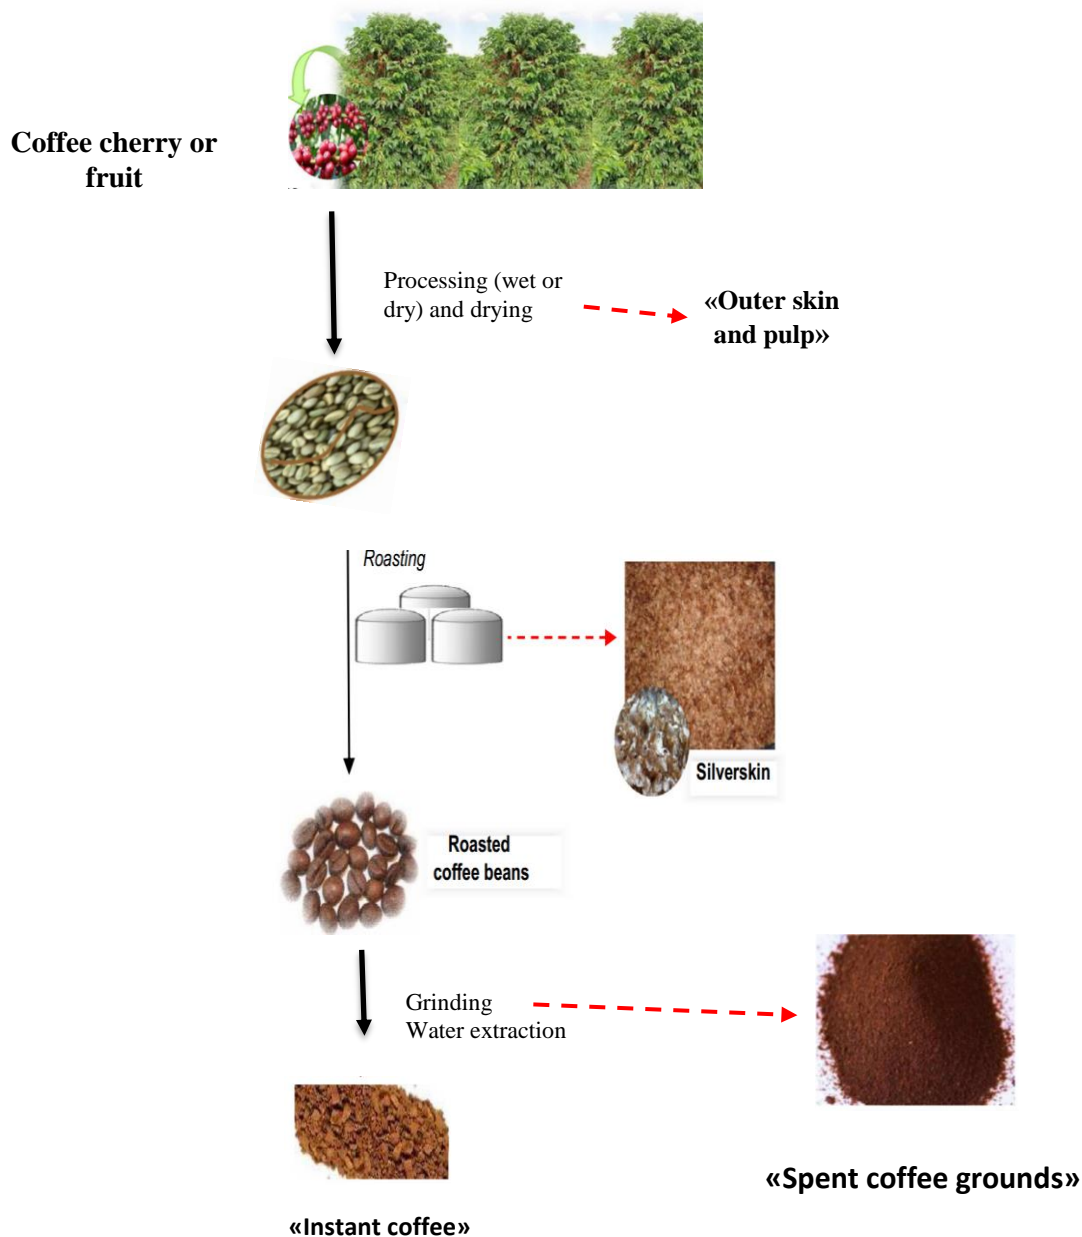 Coffee cherry or
fruit
Processing (wet or
dry) and drying
«Outer skin
and pulp»
Roasting
Silverskin
Roasted
coffee beans
Grinding
Water extraction
«Spent coffee grounds»
«Instant coffee»